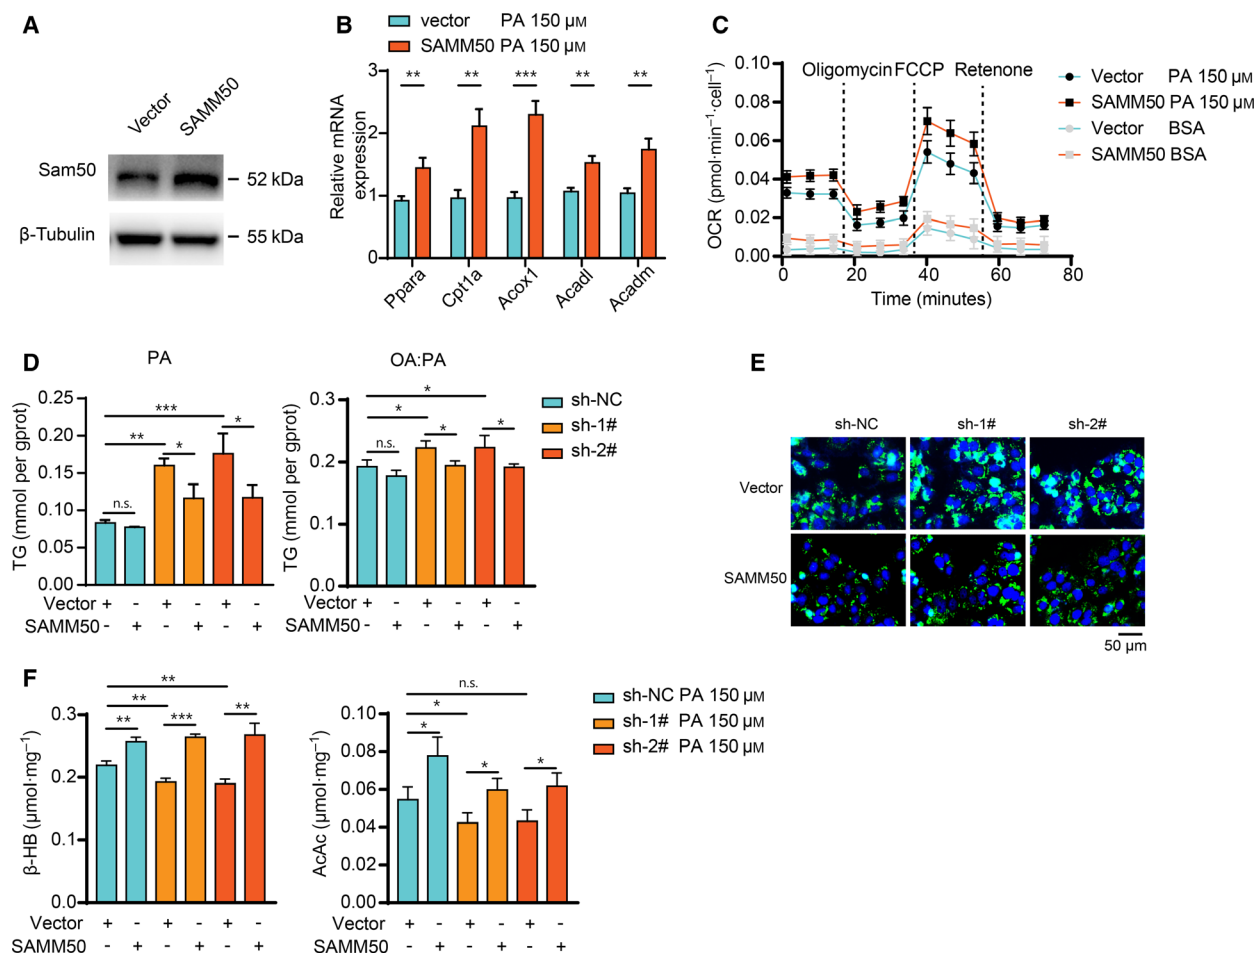 A
Vector
SAMM50
Sam50
52 kDa
β-Tubulin
55 kDa
B
vector PA 150 µM
SAMM50 PA 150 µM
Relative mRNA
expression
3
2
1
0
** ** *** ** **
Ppara
Cpt1a
Acox1
Acadl
Acadm
C
OCR (pmol·min⁻¹·cell⁻¹)
0.10
0.08
0.06
0.04
0.02
0.00
Oligomycin FCCP Retenone
0 20 40 60 80
Time (minutes)
Vector PA 150 µM
SAMM50 PA 150 µM
Vector BSA
SAMM50 BSA
D
PA
TG (mmol per gprot)
0.25
0.20
0.15
0.10
0.05
0.00
***
** * *
n.s.
Vector + - + - + -
SAMM50 - + - + - +
OA:PA
TG (mmol per gprot)
0.3
0.2
0.1
0.0
*
*
n.s. * *
Vector + - + - + -
SAMM50 - + - + - +
sh-NC
sh-1#
sh-2#
E
sh-NC sh-1# sh-2#
Vector
SAMM50
50 µm
F
β-HB (µmol·mg⁻¹)
0.3
0.2
0.1
0.0
**
**
** *** **
Vector + - + - + -
SAMM50 - + - + - +
AcAc (µmol·mg⁻¹)
0.10
0.08
0.06
0.04
0.02
0.00
n.s.
*
* * *
+ - + - + -
SAMM50 - + - + - +
sh-NC PA 150 µM
sh-1# PA 150 µM
sh-2# PA 150 µM